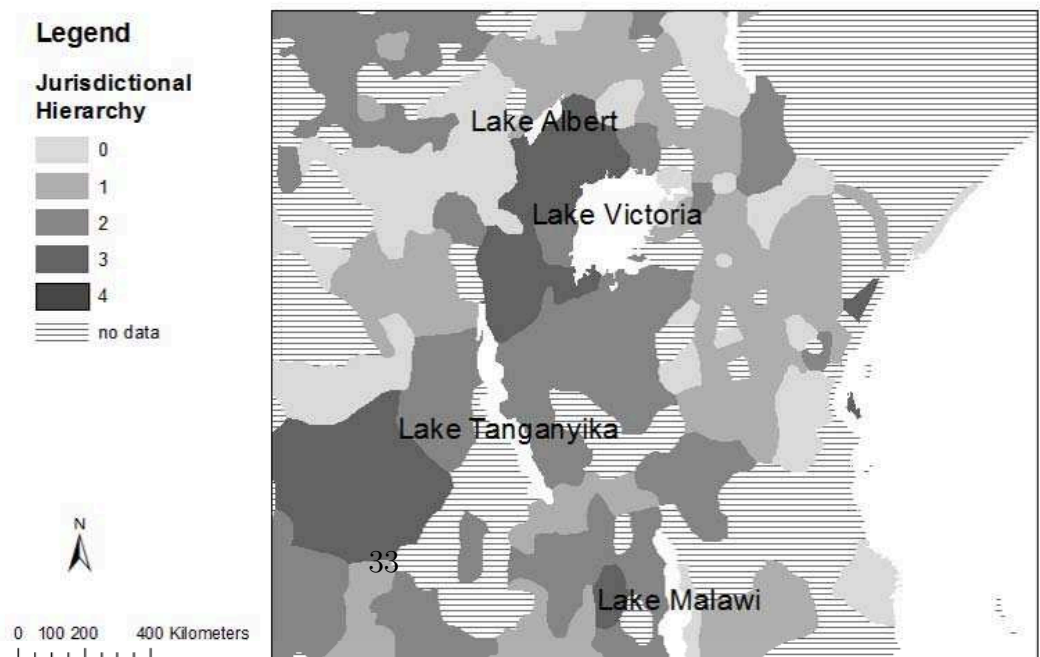 Legend
Jurisdictional
Hierarchy
0
1
2
3
4
no data
N
0 100 200 400 Kilometers
Lake Albert
Lake Victoria
Lake Tanganyika
33
Lake Malawi